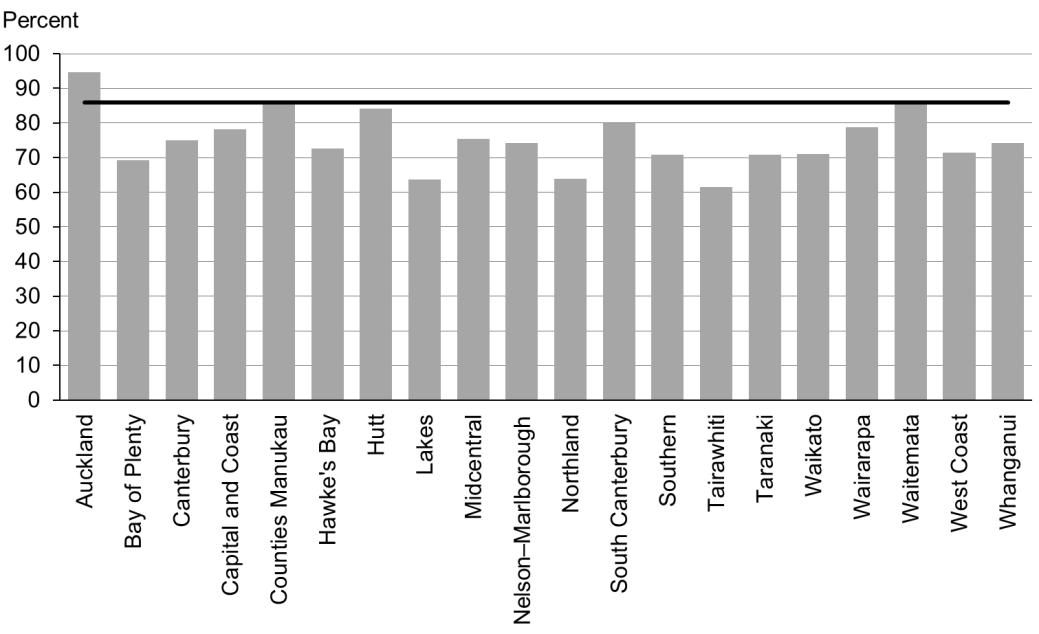 Percent
100
90
80
70
60
50
40
30
20
10
0
Auckland
Bay of Plenty
Canterbury
Capital and Coast
Counties Manukau
Hawke's Bay
Hutt
Lakes
Midcentral
Nelson–Marlborough
Northland
South Canterbury
Southern
Tairawhiti
Taranaki
Waikato
Wairarapa
Waitemata
West Coast
Whanganui